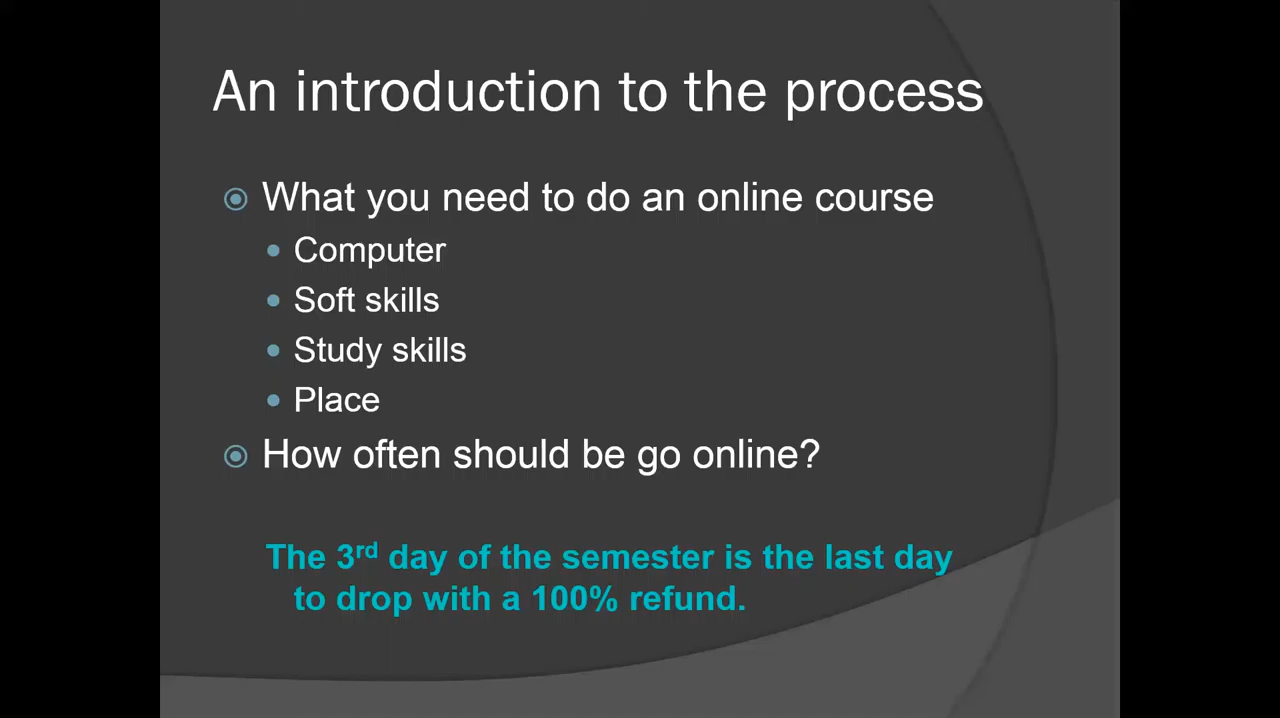 An introduction to the process
What you need to do an online course
Computer
Soft skills
Study skills
Place
How often should be go online?
The 3rd day of the semester is the last day
to drop with a 100% refund.